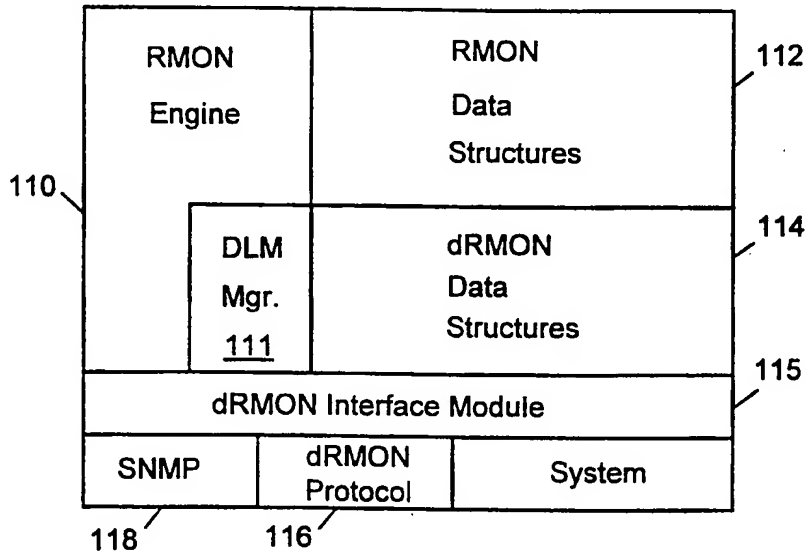 RMON
Engine
RMON
Data
Structures
112
110
DLM
Mgr.
111
dRMON
Data
Structures
114
115
dRMON Interface Module
SNMP
dRMON
Protocol
System
118
116